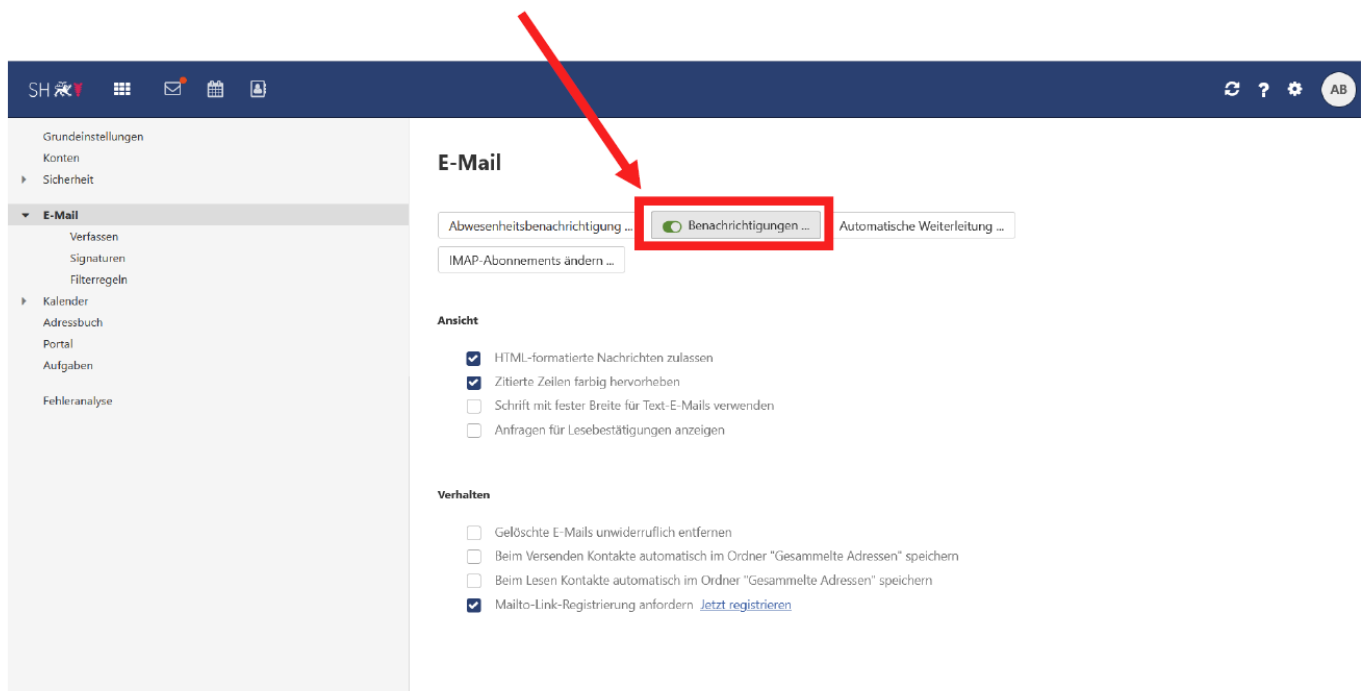 SH
AB
Grundeinstellungen
Konten
Sicherheit
E-Mail
Verfassen
Signaturen
Filterregeln
Kalender
Adressbuch
Portal
Aufgaben
Fehleranalyse
E-Mail
Abwesenheitsbenachrichtigung ... Benachrichtigungen ... Automatische Weiterleitung ...
IMAP-Abonnements ändern ...
Ansicht
HTML-formatierte Nachrichten zulassen
Zitierte Zeilen farbig hervorheben
Schrift mit fester Breite für Text-E-Mails verwenden
Anfragen für Lesebestätigungen anzeigen
Verhalten
Gelöschte E-Mails unwiderruflich entfernen
Beim Versenden Kontakte automatisch im Ordner "Gesammelte Adressen" speichern
Beim Lesen Kontakte automatisch im Ordner "Gesammelte Adressen" speichern
Mailto-Link-Registrierung anfordern Jetzt registrieren